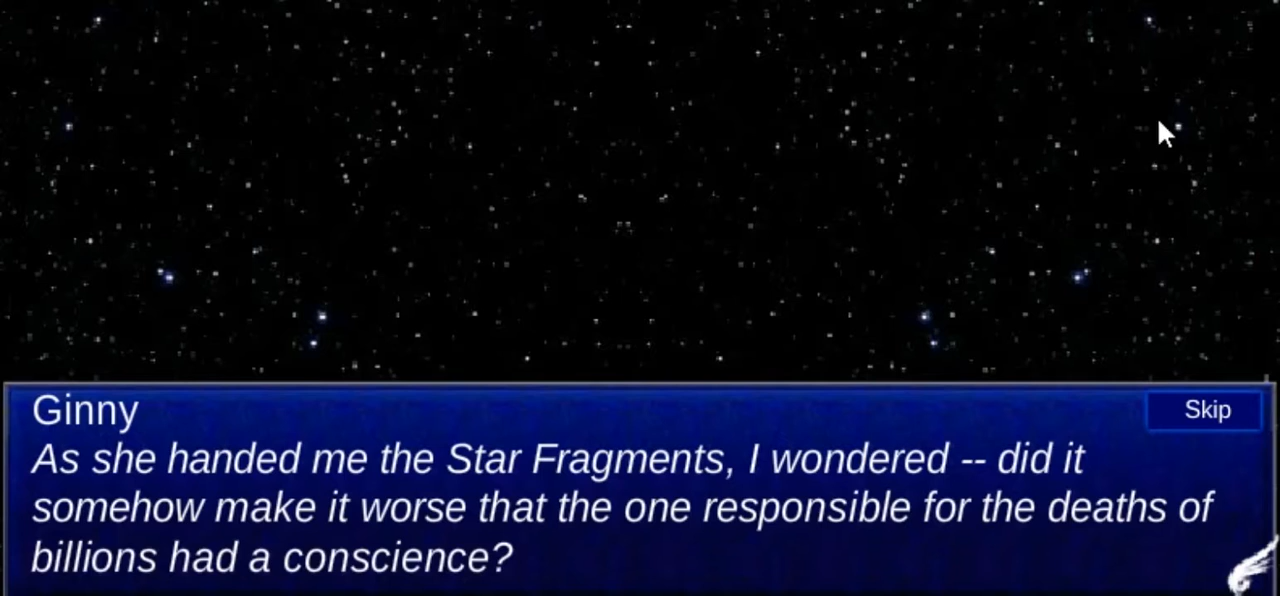 Ginny
Skip
As she handed me the Star Fragments, I wondered -- did it
somehow make it worse that the one responsible for the deaths of
billions had a conscience?